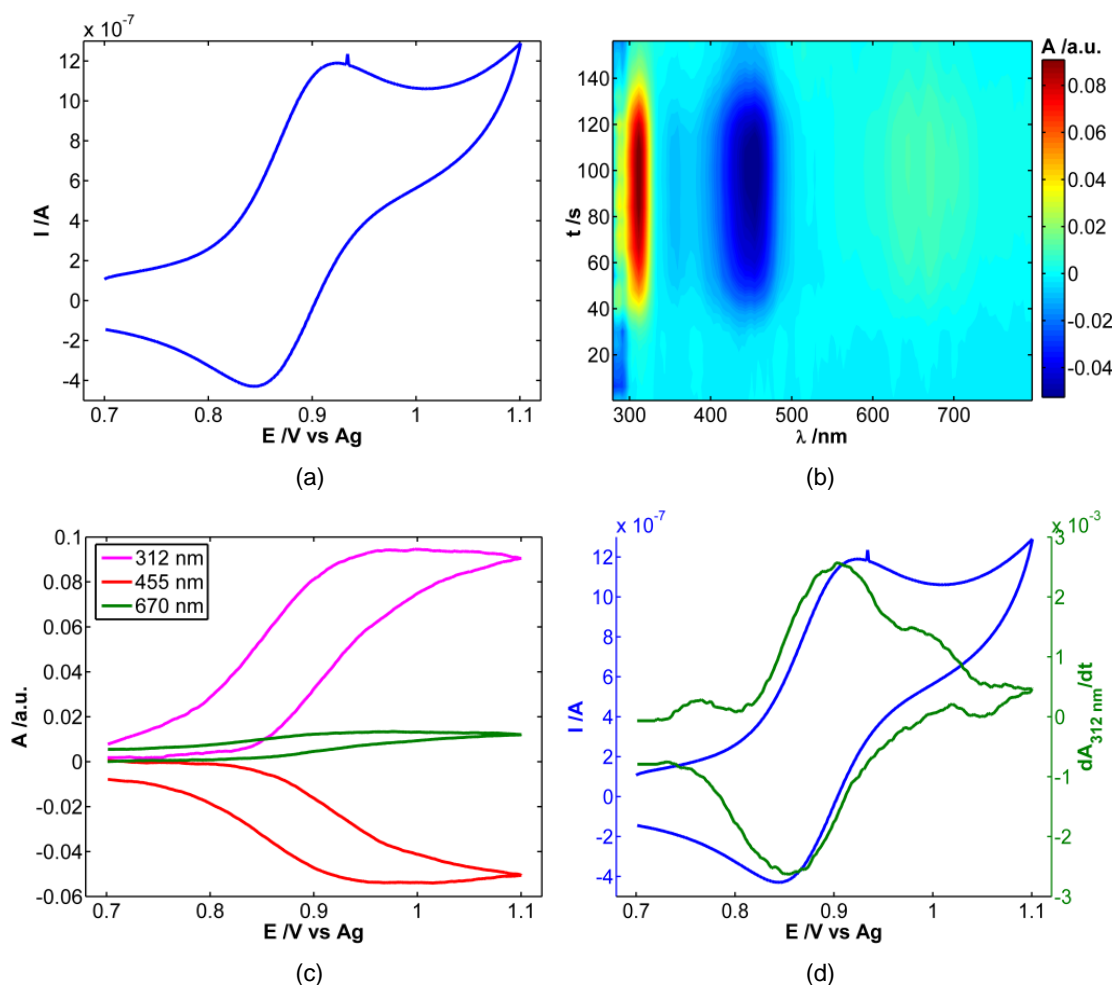 x 10⁻⁷
12
10
8
6
4
2
0
-2
-4
0.7 0.8 0.9 1 1.1
I /A
E /V vs Ag
(a)
A /a.u.
140
120
100
80
60
40
20
300 400 500 600 700
t /s
λ /nm
0.08
0.06
0.04
0.02
0
-0.02
-0.04
(b)
312 nm
455 nm
670 nm
0.1
0.08
0.06
0.04
0.02
0
-0.02
-0.04
-0.06
0.7 0.8 0.9 1 1.1
A /a.u.
E /V vs Ag
(c)
x 10⁻⁷
x 10⁻³
12
10
8
6
4
2
0
-2
-4
I /A
3
2
1
0
-1
-2
-3
dA₃₁₂ ₙₘ/dt
0.7 0.8 0.9 1 1.1
E /V vs Ag
(d)